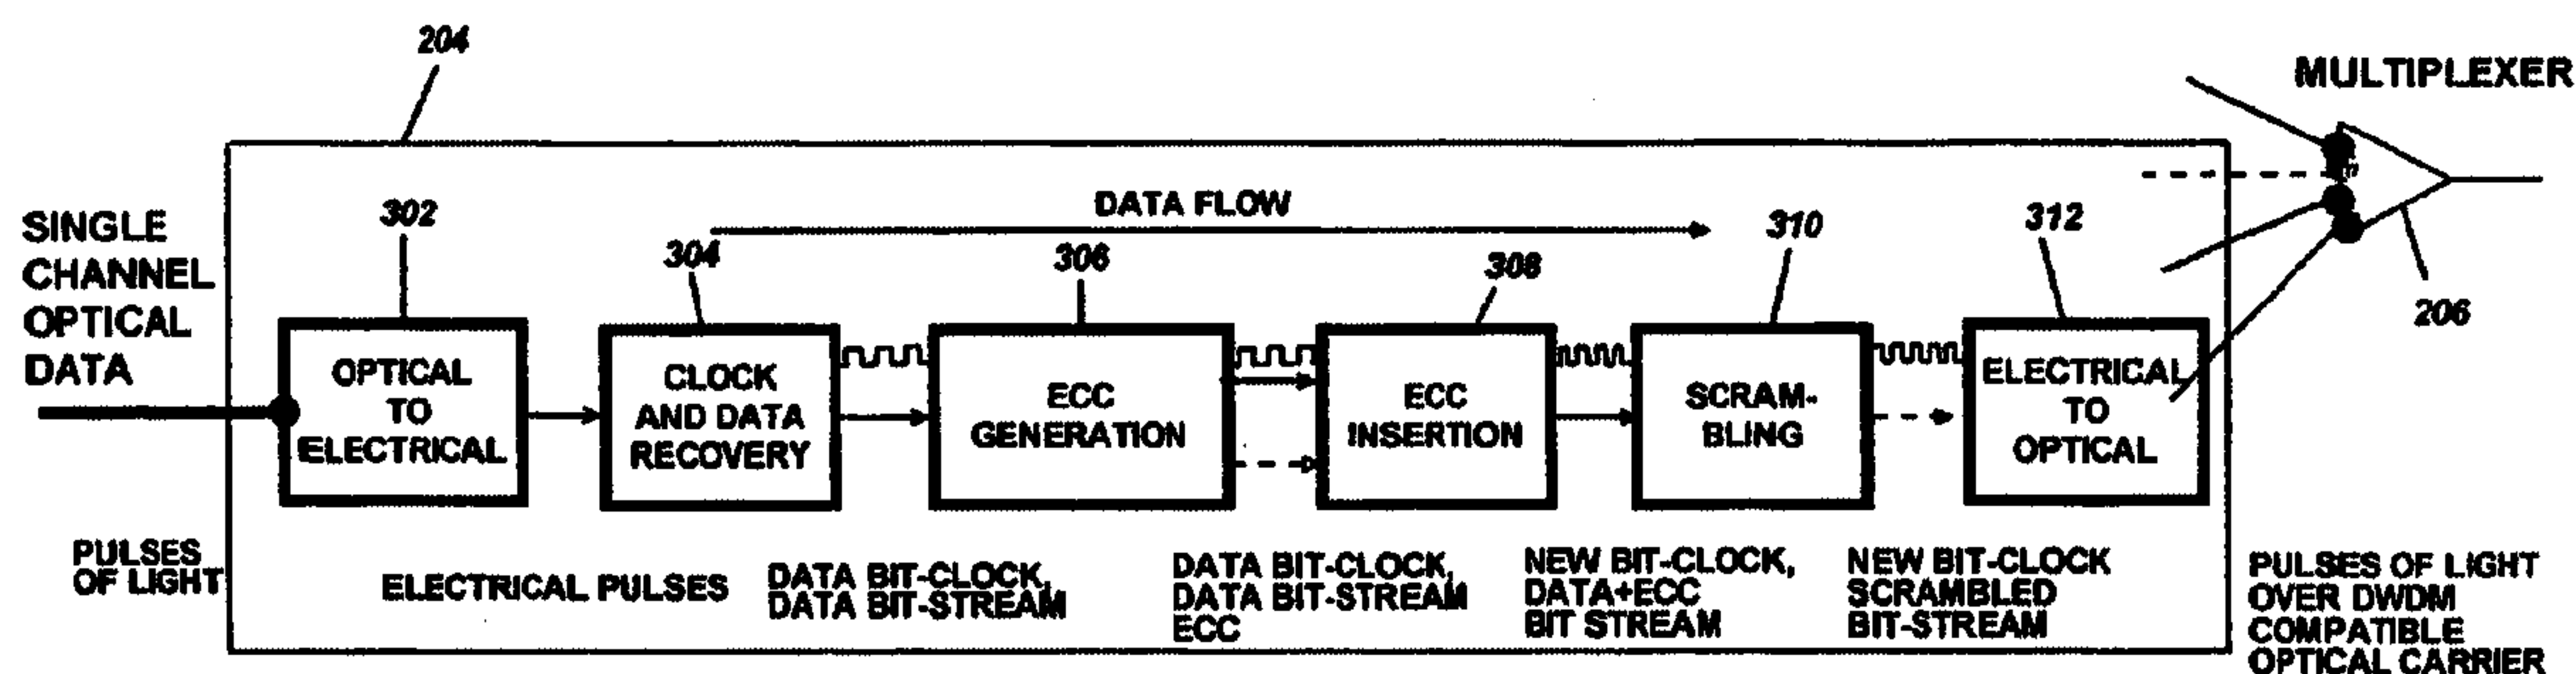 204
MULTIPLEXER
SINGLE
CHANNEL
OPTICAL
DATA
302
DATA FLOW
304
306
308
310
312
206
OPTICAL
TO
ELECTRICAL
CLOCK
AND DATA
RECOVERY
ECC
GENERATION
ECC
INSERTION
SCRAM-
BLING
ELECTRICAL
TO
OPTICAL
PULSES
OF LIGHT
ELECTRICAL PULSES
DATA BIT-CLOCK,
DATA BIT-STREAM
DATA BIT-CLOCK,
DATA BIT-STREAM
ECC
NEW BIT-CLOCK,
DATA+ECC
BIT STREAM
NEW BIT-CLOCK
SCRAMBLED
BIT-STREAM
PULSES OF LIGHT
OVER DWDM
COMPATIBLE
OPTICAL CARRIER